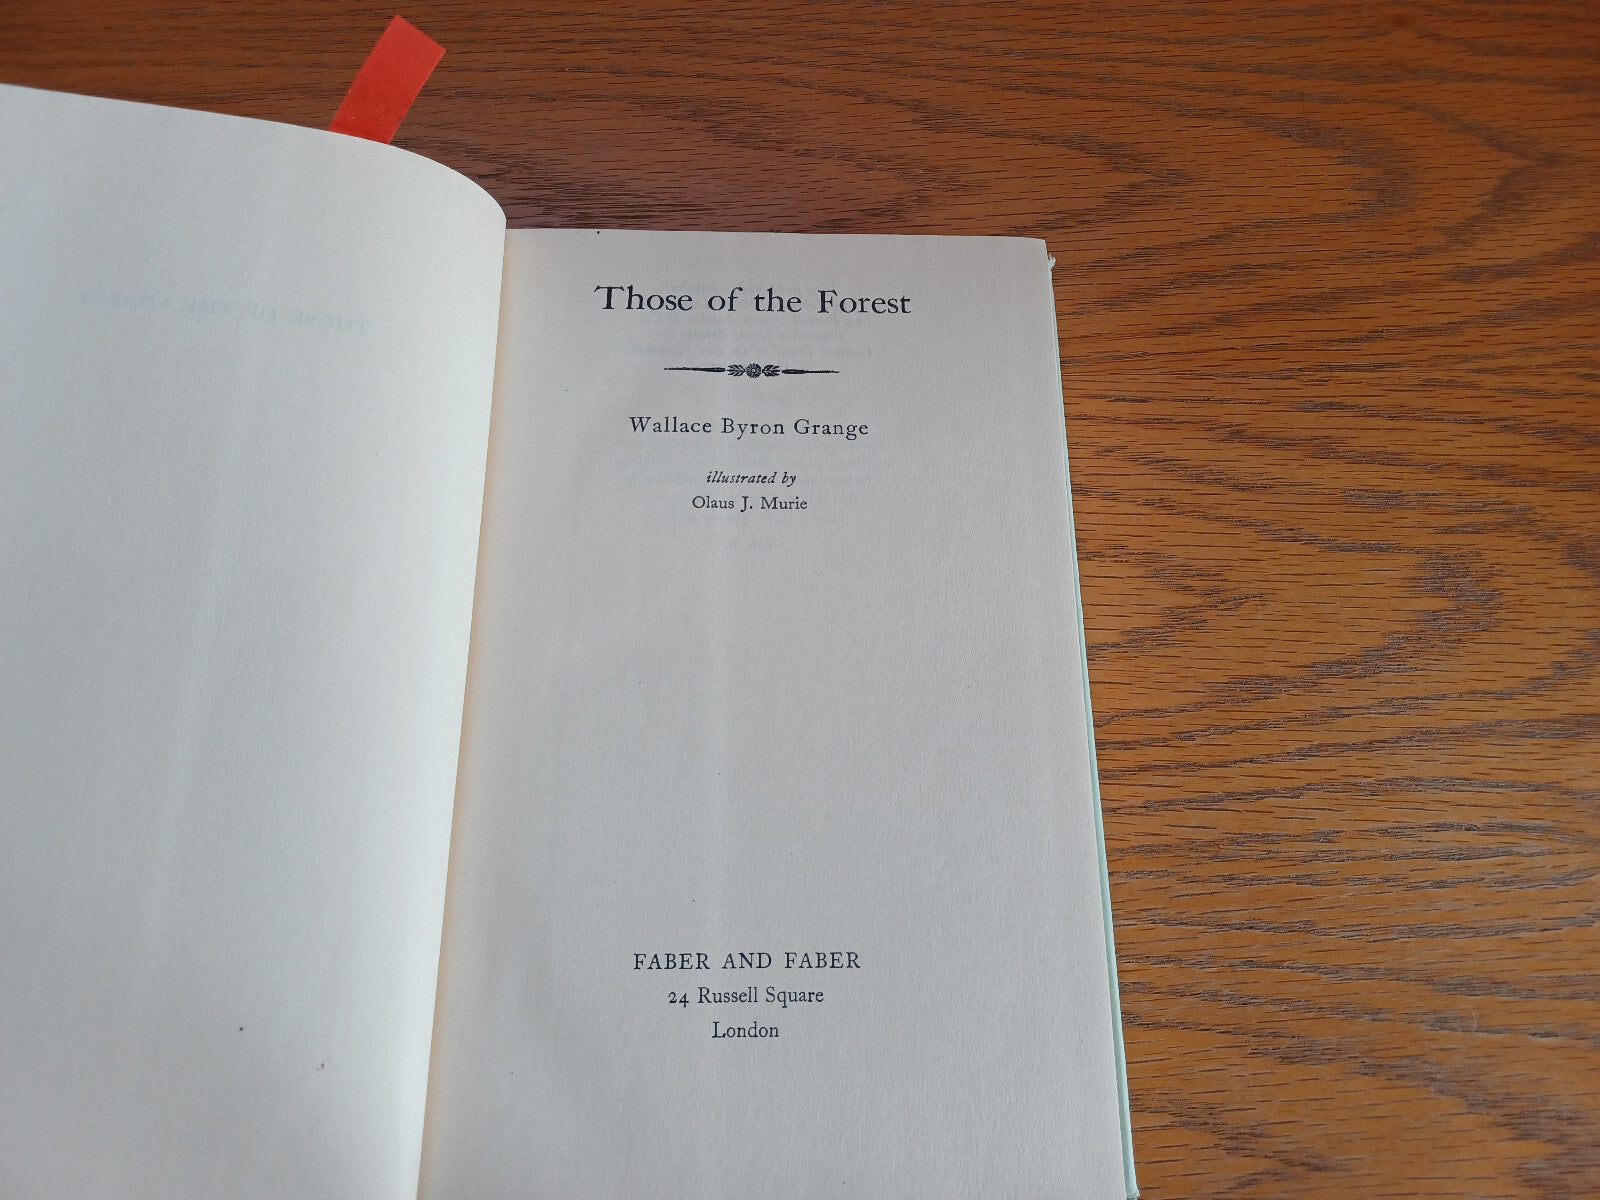 Those of the Forest
Wallace Byron Grange
illustrated by
Olaus J. Murie
FABER AND FABER
24 Russell Square
London